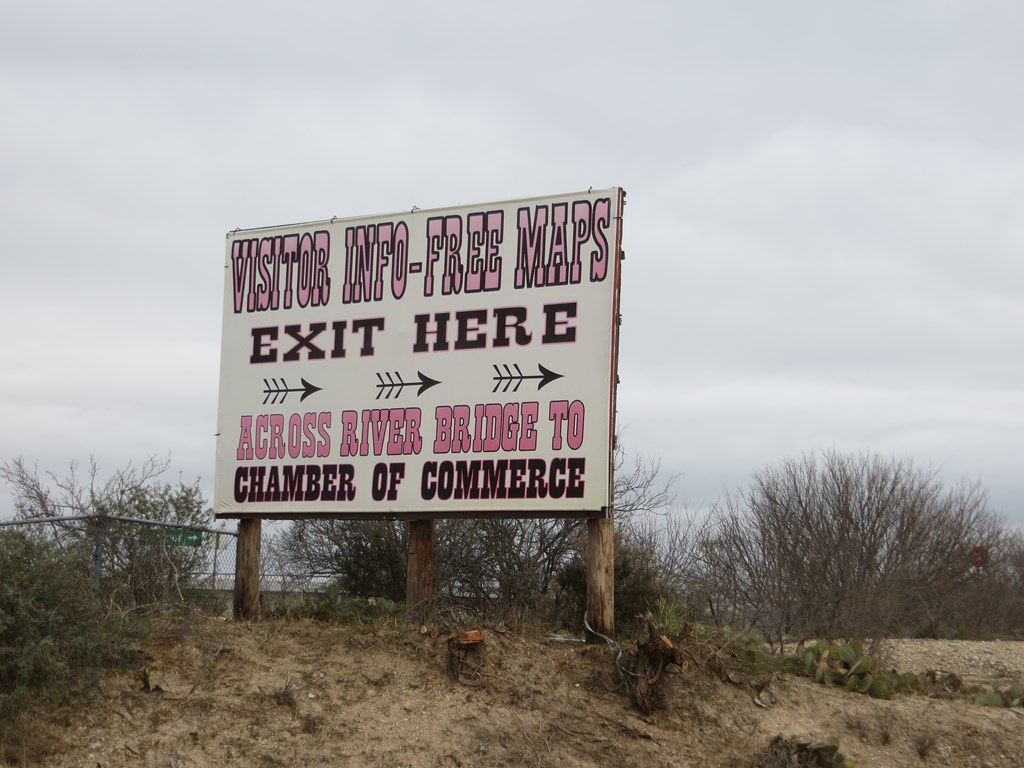 VISITOR INFO-FREE MAPS
EXIT HERE
ACROSS RIVER BRIDGE TO
CHAMBER OF COMMERCE